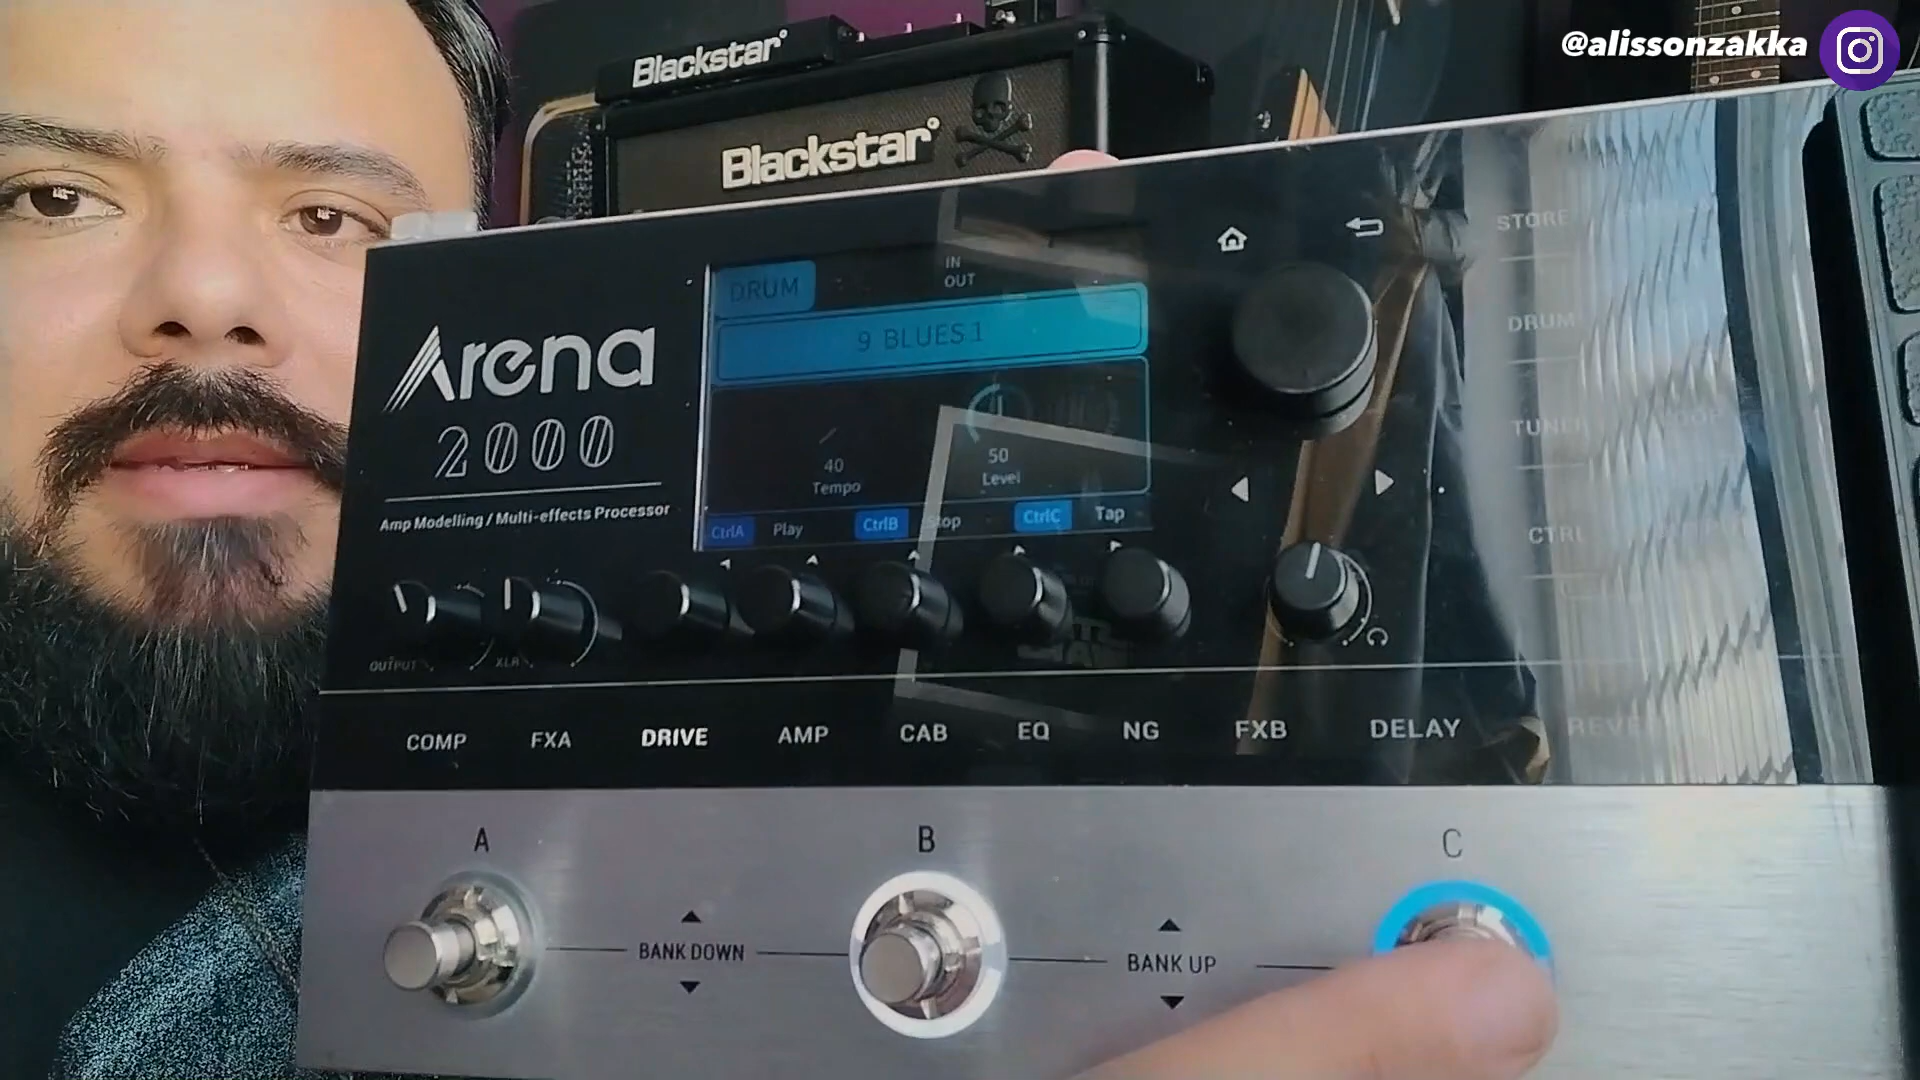 @alissonzakka
Blackstar
Blackstar
STORE
DRUM
TUNER
CTRL
IN
OUT
DRUM
9 BLUES 1
40
Tempo
50
Level
CtrlA Play CtrlB Stop CtrlC Tap
Arena
2000
Amp Modelling / Multi-effects Processor
OUTPUT XLR
COMP FXA DRIVE AMP CAB EQ NG FXB DELAY
A B C
BANK DOWN BANK UP